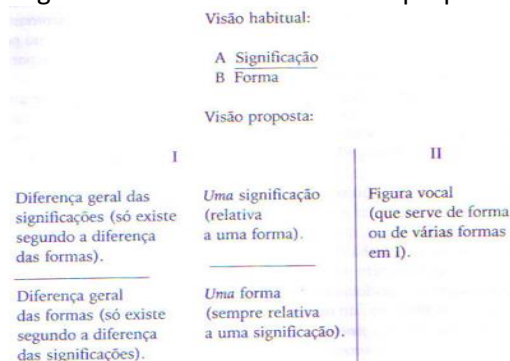 Visão habitual:
A Significação
B Forma
Visão proposta:
I
II
Diferença geral das
significações (só existe
segundo a diferença
das formas).
Uma significação
(relativa
a uma forma).
Figura vocal
(que serve de forma
ou de várias formas
em I).
Diferença geral
das formas (só existe
segundo a diferença
das significações).
Uma forma
(sempre relativa
a uma significação).